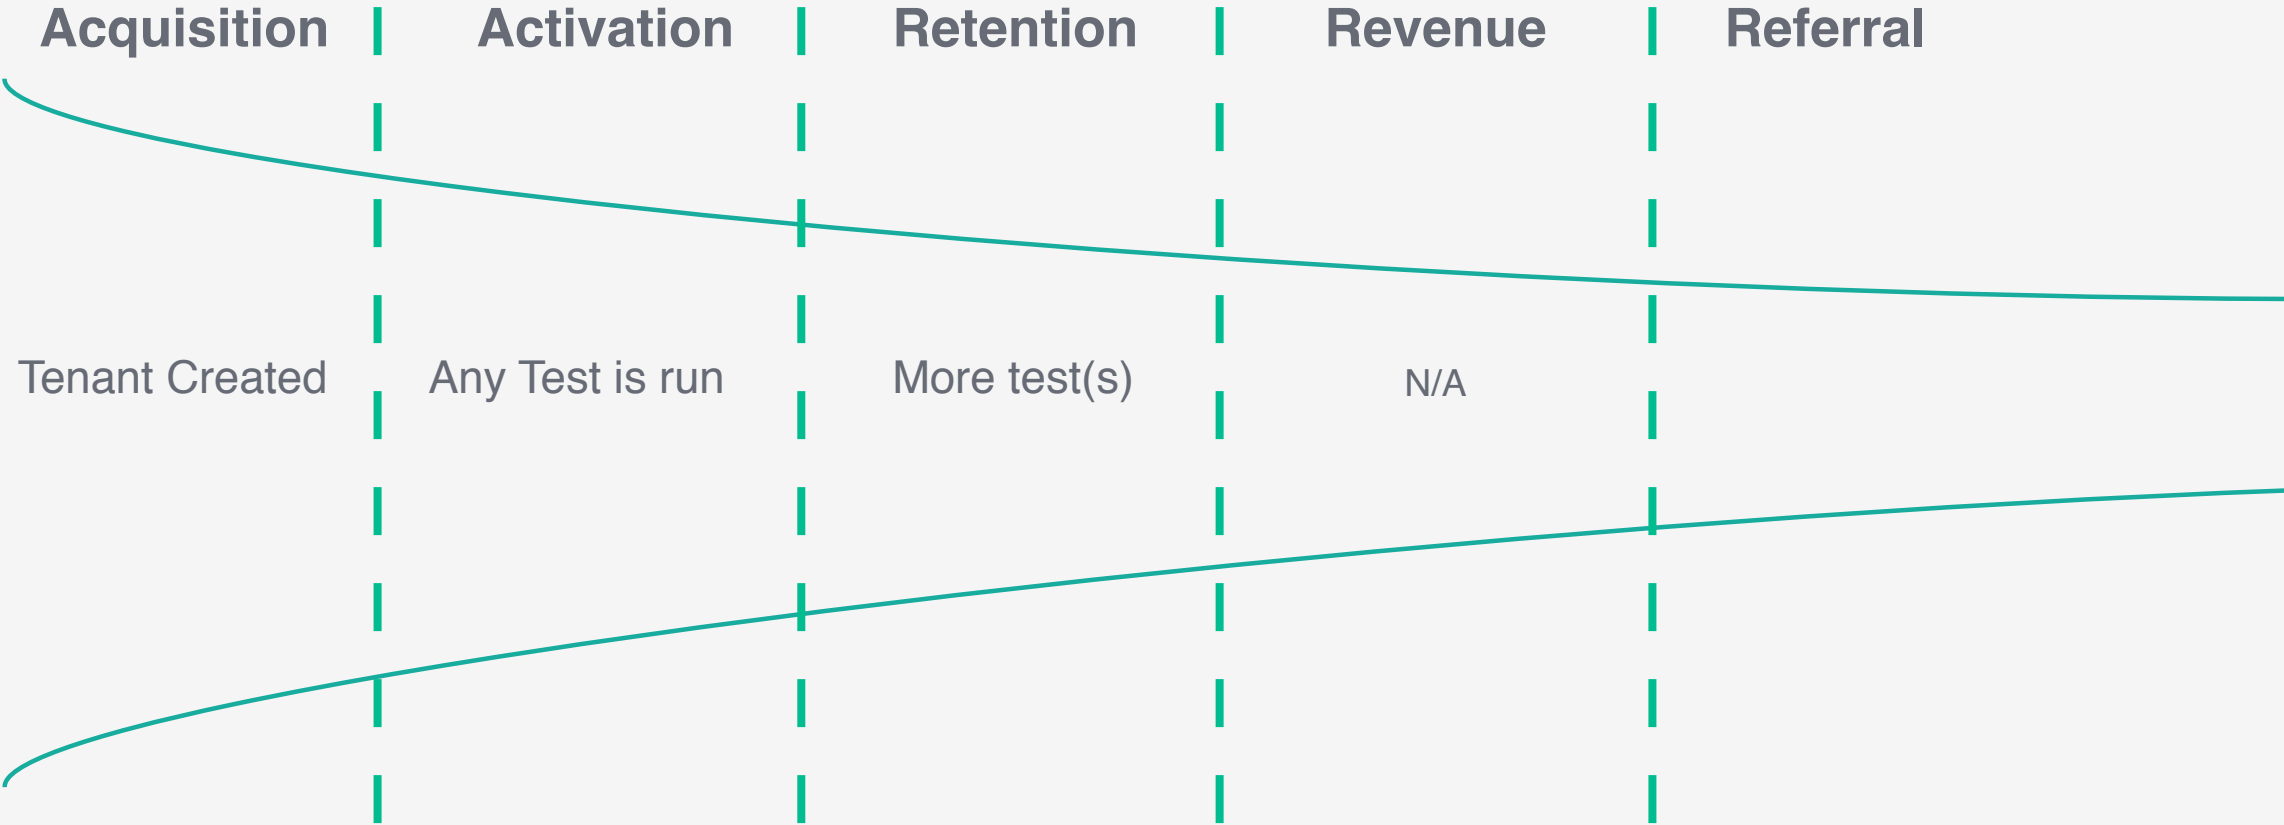 Acquisition
Activation
Retention
Revenue
Referral
Tenant Created
Any Test is run
More test(s)
N/A